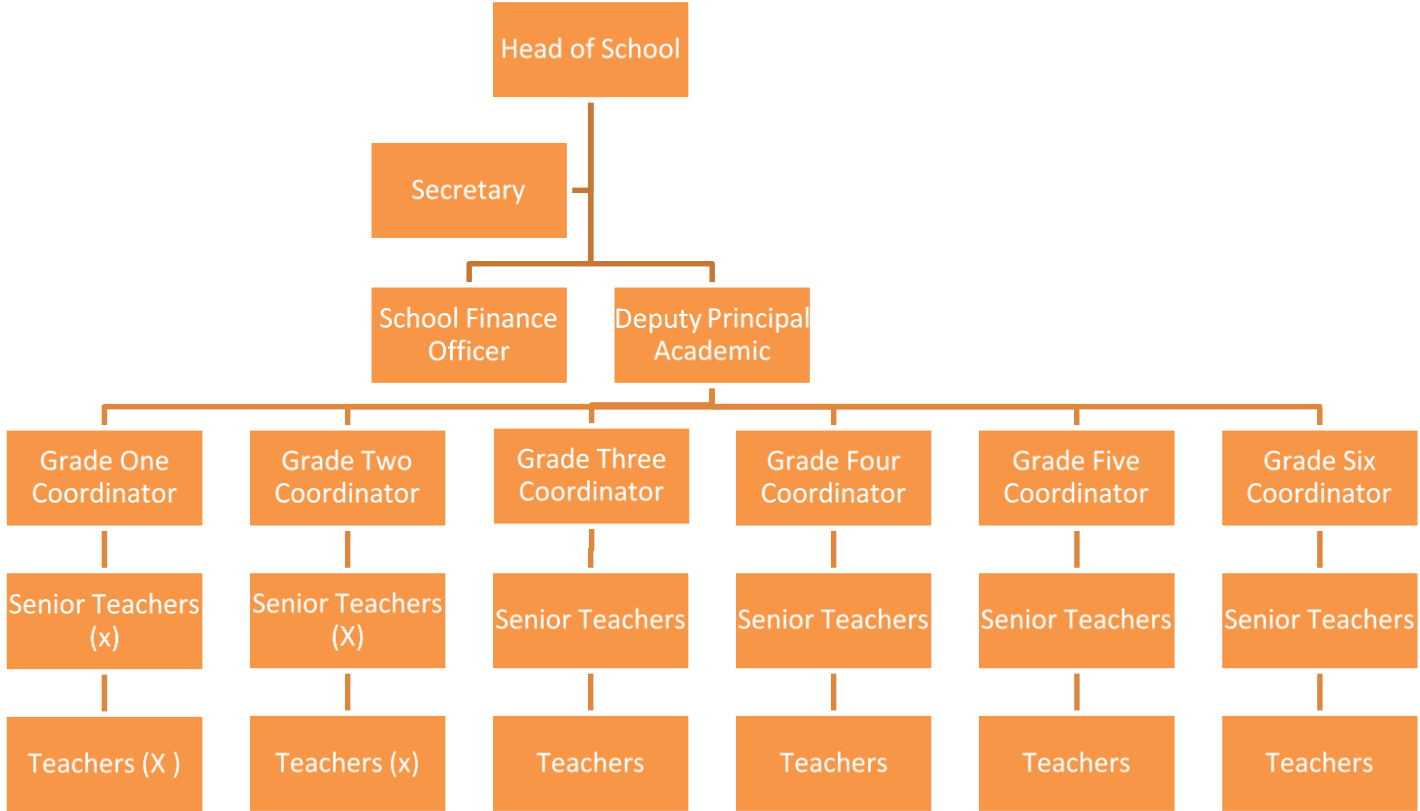 Head of School
Secretary
School Finance
Officer
Deputy Principal
Academic
Grade One
Coordinator
Grade Two
Coordinator
Grade Three
Coordinator
Grade Four
Coordinator
Grade Five
Coordinator
Grade Six
Coordinator
Senior Teachers
(x)
Senior Teachers
(X)
Senior Teachers
Senior Teachers
Senior Teachers
Senior Teachers
Teachers (X )
Teachers (x)
Teachers
Teachers
Teachers
Teachers